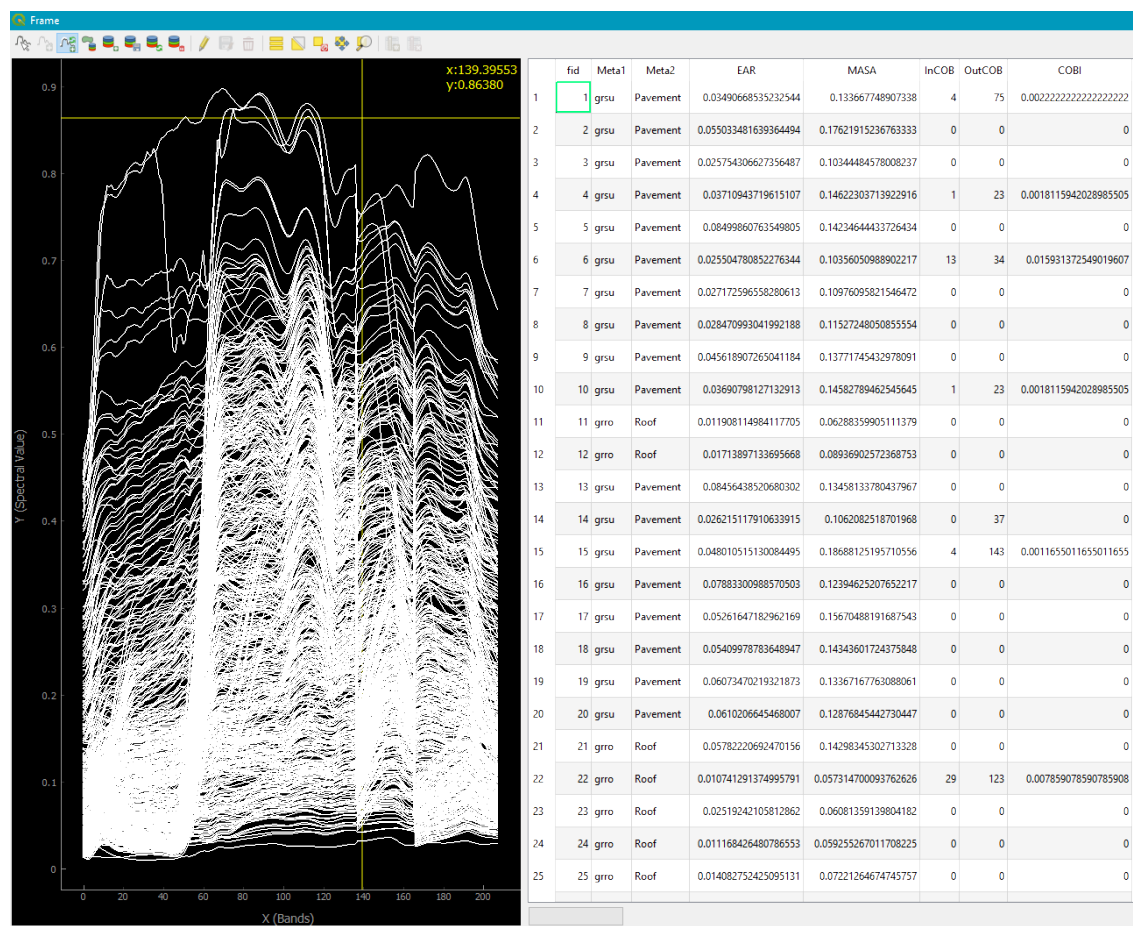 Frame
x:139.39553
y:0.86380
0.9
0.8
0.7
0.6
0.5
0.4
0.3
0.2
0.1
0
Y (Spectral Value)
0 20 40 60 80 100 120 140 160 180 200
X (Bands)
fid Meta1 Meta2 EAR MASA InCOB OutCOB COBI
1 1 grsu Pavement 0.03490668535232544 0.133667748907338 4 75 0.0022222222222222222
2 2 grsu Pavement 0.055033481639364494 0.17621915236763333 0 0 0
3 3 grsu Pavement 0.025754306627356487 0.10344484578008237 0 0 0
4 4 grsu Pavement 0.03710943719615107 0.14622303713922916 1 23 0.0018115942028985505
5 5 grsu Pavement 0.08499860763549805 0.14234644433726434 0 0 0
6 6 grsu Pavement 0.025504780852276344 0.10356050988902217 13 34 0.015931372549019607
7 7 grsu Pavement 0.027172596558280613 0.10976095821546472 0 0 0
8 8 grsu Pavement 0.028470993041992188 0.11527248050855554 0 0 0
9 9 grsu Pavement 0.045618907265041184 0.13771745432978091 0 0 0
10 10 grsu Pavement 0.03690798127132913 0.14582789462545645 1 23 0.0018115942028985505
11 11 grro Roof 0.011908114984117705 0.06288359905111379 0 0 0
12 12 grro Roof 0.01713897133695668 0.08936902572368753 0 0 0
13 13 grsu Pavement 0.08456438520680302 0.13458133780437967 0 0 0
14 14 grsu Pavement 0.026215117910633915 0.1062082518701968 0 37 0
15 15 grsu Pavement 0.048010515130084495 0.18688125195710556 4 143 0.0011655011655011655
16 16 grsu Pavement 0.07883300988570503 0.12394625207652217 0 0 0
17 17 grsu Pavement 0.05261647182962169 0.15670488191687543 0 0 0
18 18 grsu Pavement 0.05409978783648947 0.14343601724375848 0 0 0
19 19 grsu Pavement 0.06073470219321873 0.13367167763088061 0 0 0
20 20 grsu Pavement 0.0610206645468007 0.12876845442730447 0 0 0
21 21 grro Roof 0.05782220692470156 0.14298345302713328 0 0 0
22 22 grro Roof 0.010741291374995791 0.057314700093762626 29 123 0.007859078590785908
23 23 grro Roof 0.02519242105812862 0.06081359139804182 0 0 0
24 24 grro Roof 0.011168426480786553 0.059255267011708225 0 0 0
25 25 grro Roof 0.014082752425095131 0.07221264674745757 0 0 0